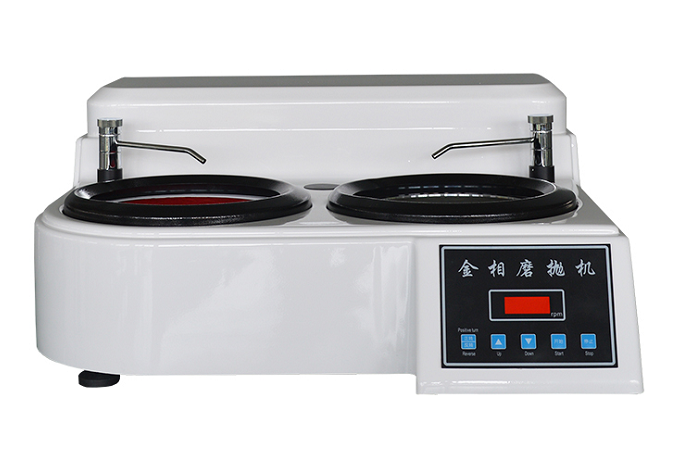 金相磨抛机
rpm
Positive turn
Reverse
Up
Down
Start
Stop